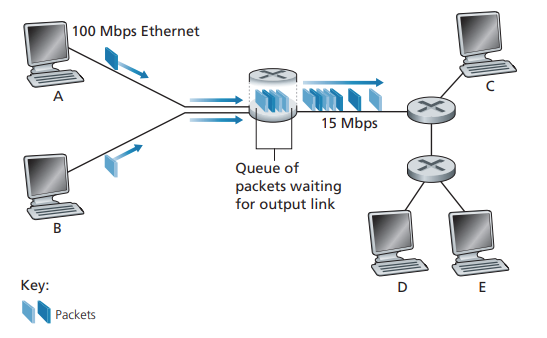 100 Mbps Ethernet
A
C
15 Mbps
Queue of
packets waiting
for output link
B
D
E
Key:
Packets